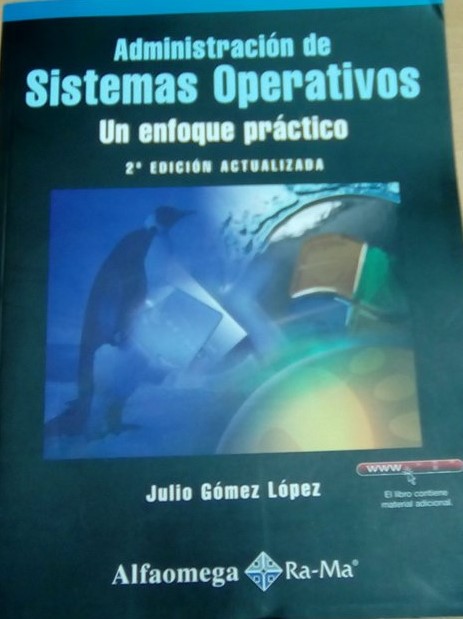 Administración de
Sistemas Operativos
Un enfoque práctico
2ª EDICIÓN ACTUALIZADA
Julio Gómez López
www
El libro contiene
material adicional.
Alfaomega Ra-Ma®